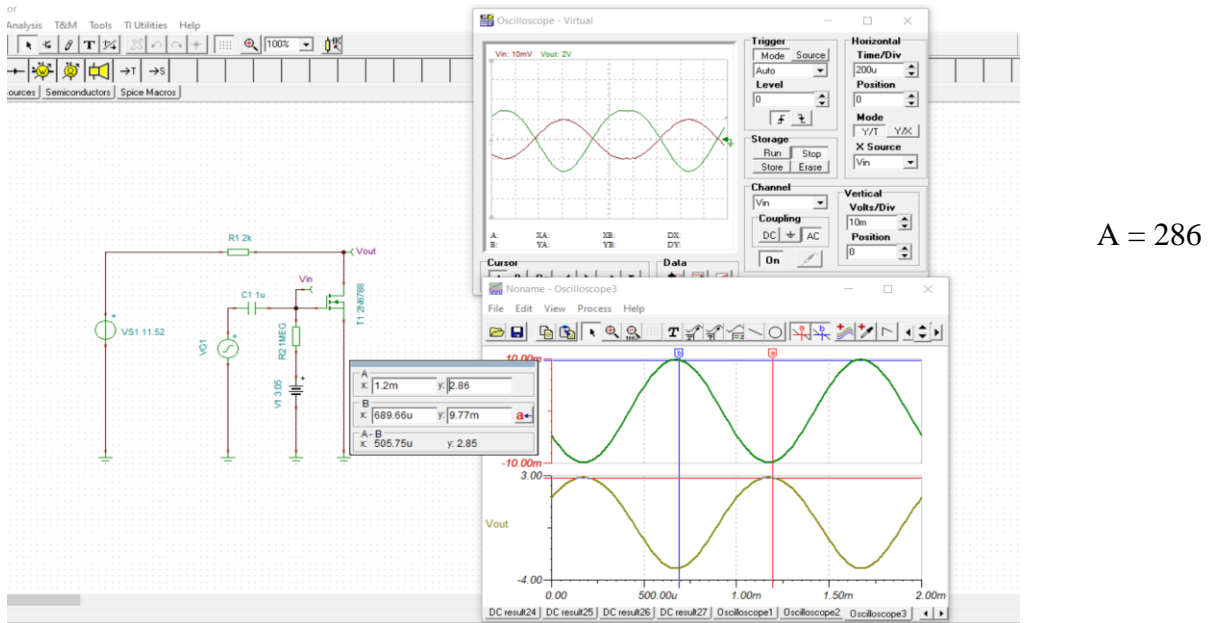 or
Analysis T&M Tools TI Utilities Help
T 100%
→T →S
ources Semiconductors Spice Macros
Oscilloscope - Virtual
Vin: 10mV Vout: 2V
A: XA: XB: DX:
B: YA: YB: DY:
Cursor
Data
Trigger
Mode Source
Auto
Level
0
Storage
Run Stop
Store Erase
Channel
Vin
Coupling
DC AC
On
Horizontal
Time/Div
200u
Position
0
Mode
Y/T Y/X
X Source
Vin
Vertical
Volts/Div
10m
Position
0
A = 286
R1 2k
Vout
Vin
C1 1u
T1 2N6788
VS1 11.52
VG1
R2 1MEG
V1 3.05
Noname - Oscilloscope3
File Edit View Process Help
T
A
x: 1.2m y: 2.86
B
x: 689.66u y: 9.77m a
A - B
x: 505.75u y: 2.85
b a
10.00m
-10.00m
3.00
Vout
-4.00
0.00 500.00u 1.00m 1.50m 2.00m
DC result24 DC result25 DC result26 DC result27 Oscilloscope1 Oscilloscope2 Oscilloscope3